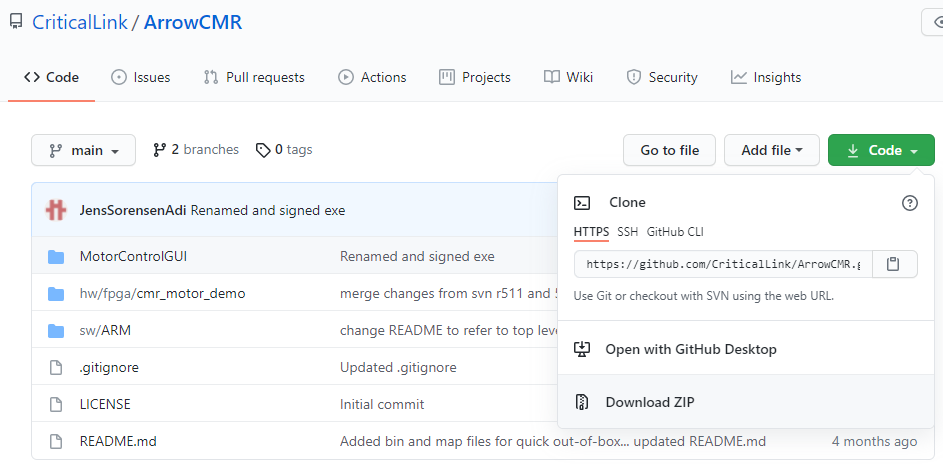 CriticalLink / ArrowCMR
Code Issues Pull requests Actions Projects Wiki Security Insights
main 2 branches 0 tags Go to file Add file Code
JensSorensenAdi Renamed and signed exe
Clone
HTTPS SSH GitHub CLI
MotorControlGUI Renamed and signed exe
https://github.com/CriticalLink/ArrowCMR.g
hw/fpga/cmr_motor_demo merge changes from svn r511 and
Use Git or checkout with SVN using the web URL.
sw/ARM change README to refer to top leve
Open with GitHub Desktop
.gitignore Updated .gitignore
LICENSE Initial commit
Download ZIP
README.md Added bin and map files for quick out-of-box... updated README.md 4 months ago